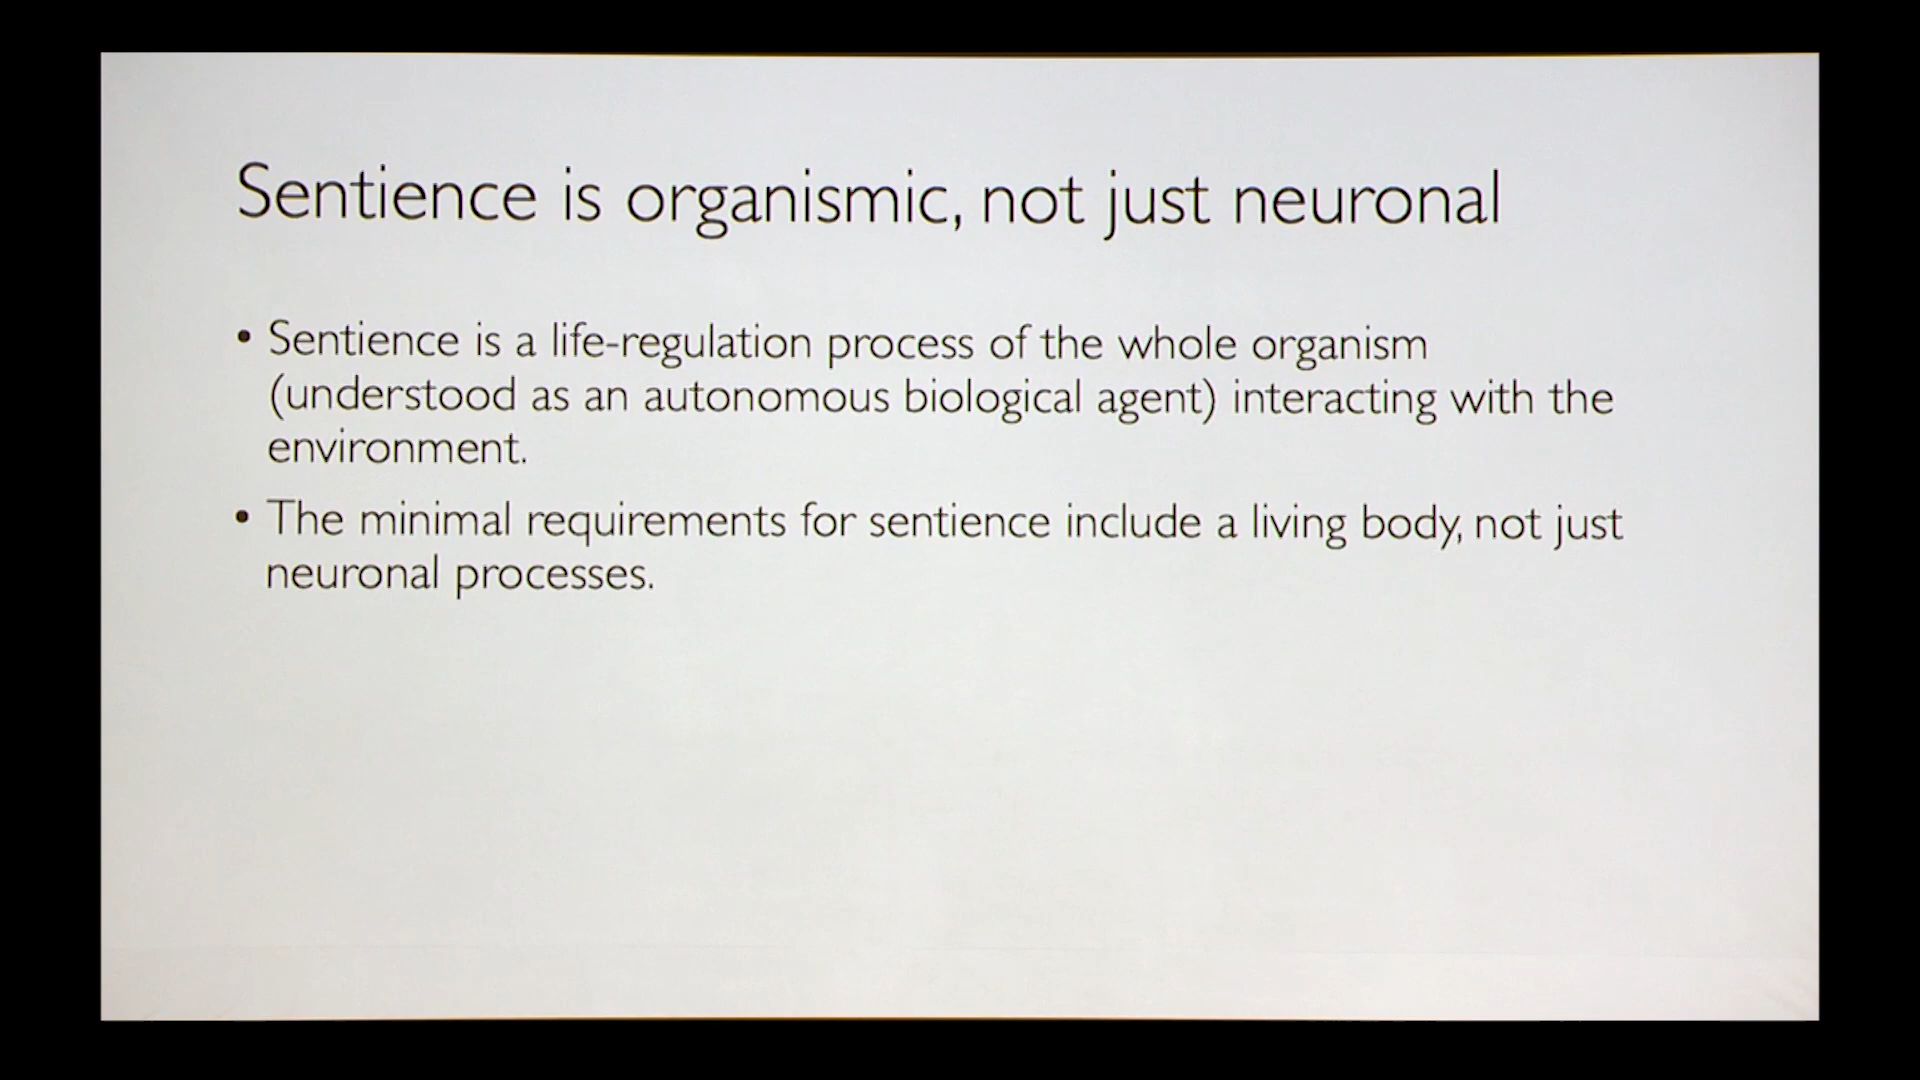 Sentience is organismic, not just neuronal
• Sentience is a life-regulation process of the whole organism
(understood as an autonomous biological agent) interacting with the
environment.
• The minimal requirements for sentience include a living body, not just
neuronal processes.